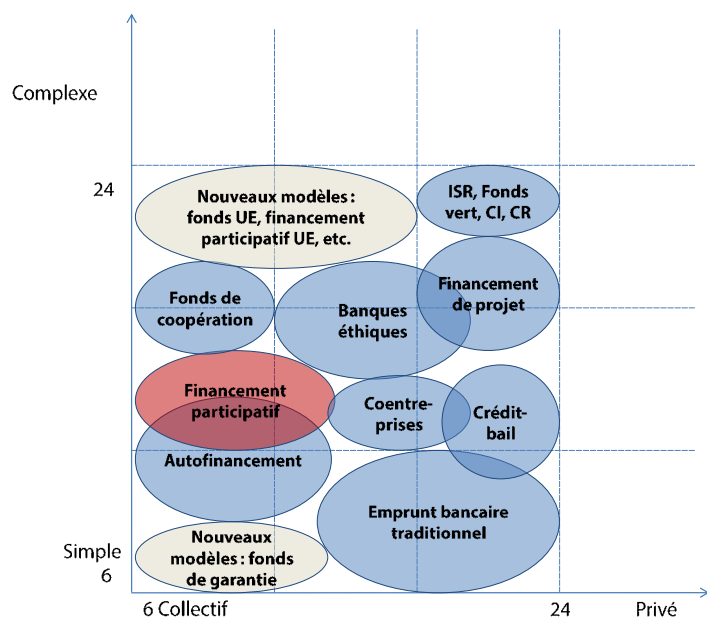 Complexe
24
Nouveaux modèles :
fonds UE, financement
participatif UE, etc.
ISR, Fonds
vert, CI, CR
Fonds de
coopération
Banques
éthiques
Financement
de projet
Financement
participatif
Coentre-
prises
Crédit-
bail
Autofinancement
Emprunt bancaire
traditionnel
Nouveaux
modèles : fonds
de garantie
Simple
6
6 Collectif
24
Privé